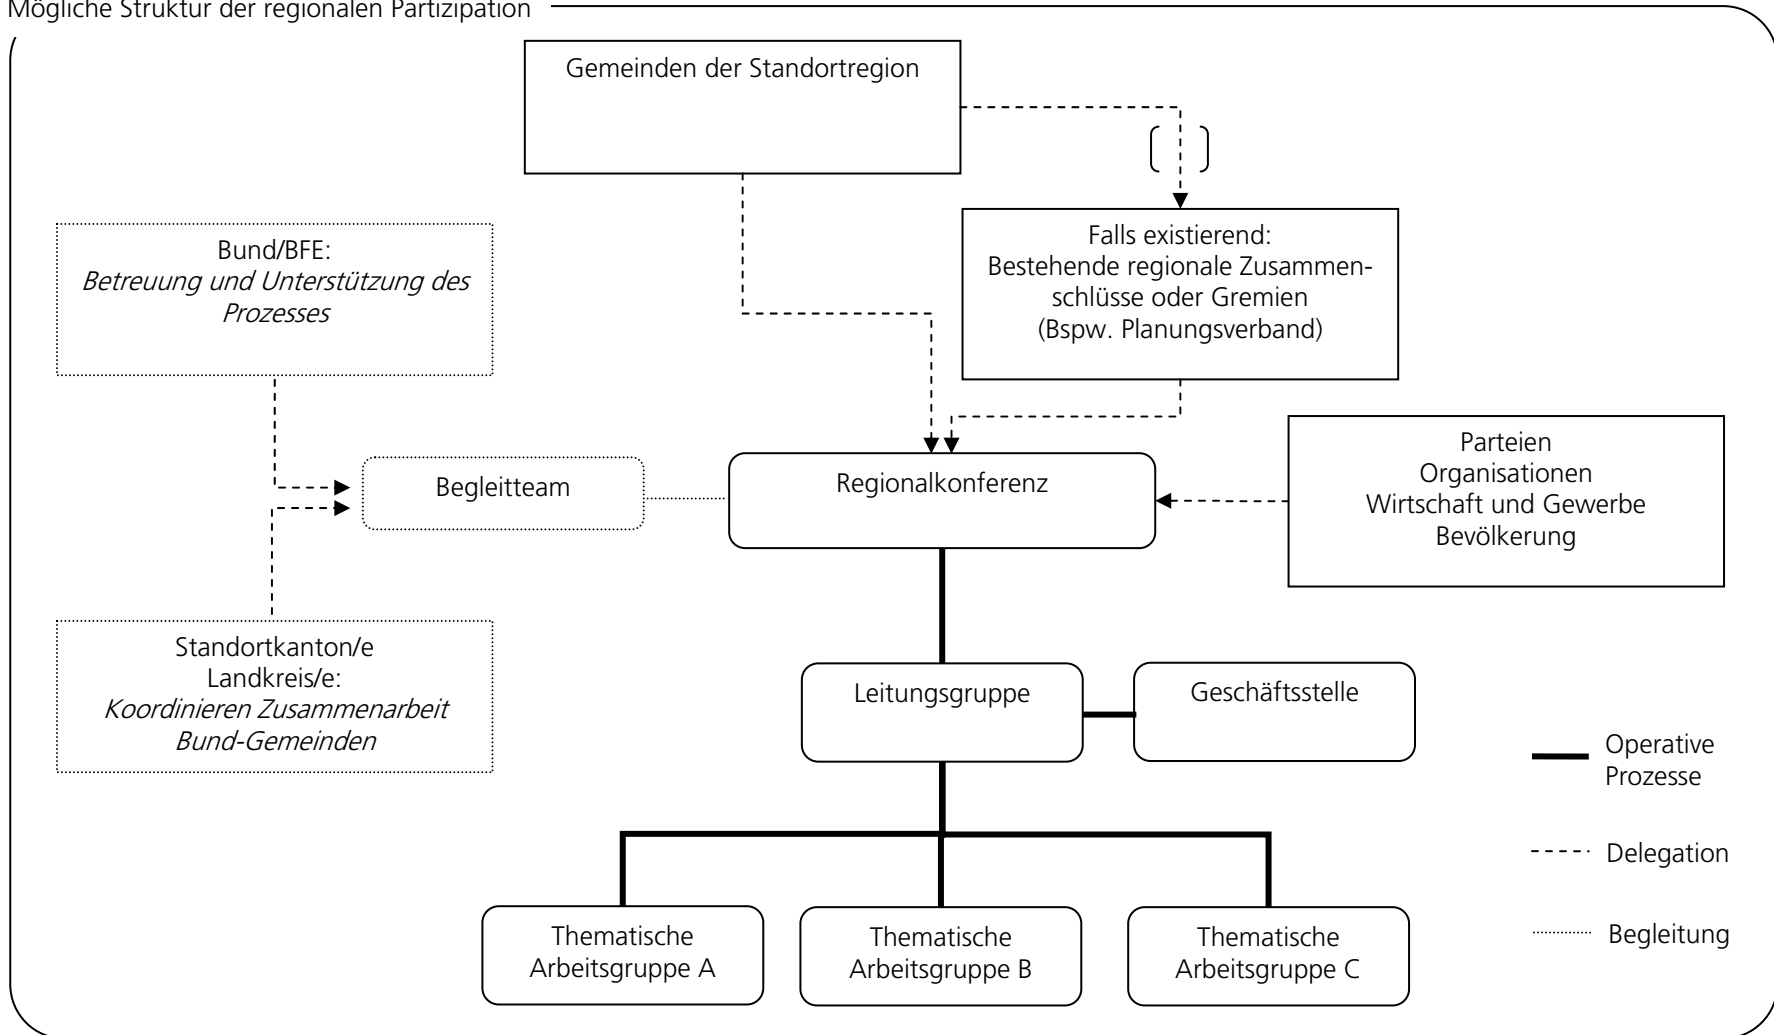 Mögliche Struktur der regionalen Partizipation
Gemeinden der Standortregion
Falls existierend:
Bestehende regionale Zusammen-
schlüsse oder Gremien
(Bspw. Planungsverband)
Bund/BFE:
Betreuung und Unterstützung des
Prozesses
Parteien
Organisationen
Wirtschaft und Gewerbe
Bevölkerung
Begleitteam
Regionalkonferenz
Standortkanton/e
Landkreis/e:
Koordinieren Zusammenarbeit
Bund-Gemeinden
Leitungsgruppe
Geschäftsstelle
Operative
Prozesse
Delegation
Begleitung
Thematische
Arbeitsgruppe A
Thematische
Arbeitsgruppe B
Thematische
Arbeitsgruppe C